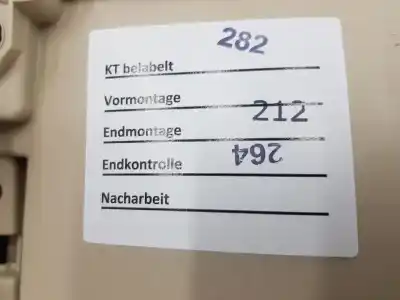 282
KT belabelt
Vormontage
212
Endmontage
Endkontrolle 264
Nacharbeit